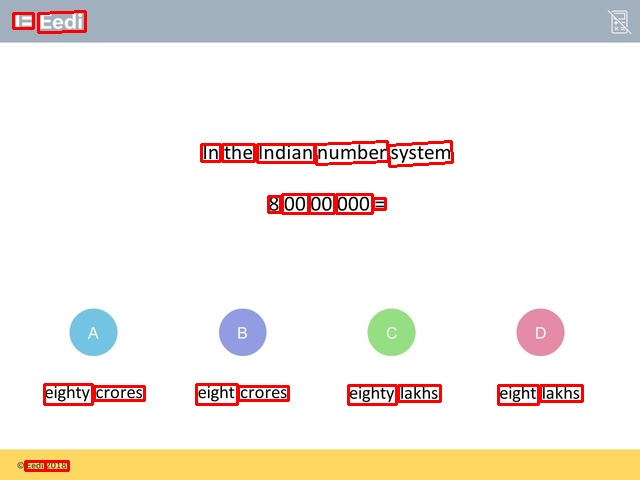 Eedi
In the Indian number system
8 00 00 000 =
A B C D
eighty crores eight crores eighty lakhs eight lakhs
© Eedi 2018